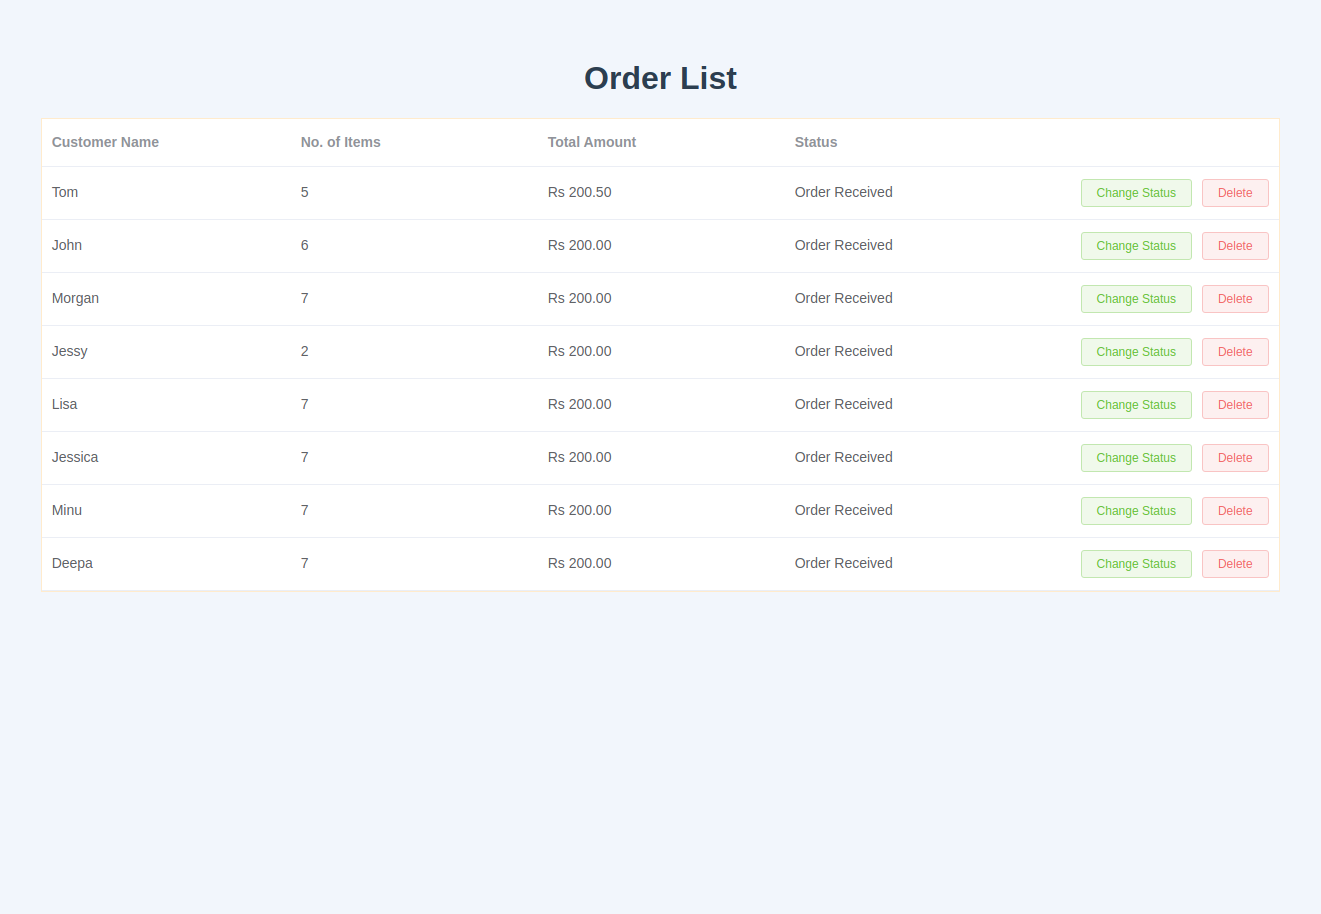 Order List
Customer Name No. of Items Total Amount Status
Tom 5 Rs 200.50 Order Received Change Status Delete
John 6 Rs 200.00 Order Received Change Status Delete
Morgan 7 Rs 200.00 Order Received Change Status Delete
Jessy 2 Rs 200.00 Order Received Change Status Delete
Lisa 7 Rs 200.00 Order Received Change Status Delete
Jessica 7 Rs 200.00 Order Received Change Status Delete
Minu 7 Rs 200.00 Order Received Change Status Delete
Deepa 7 Rs 200.00 Order Received Change Status Delete